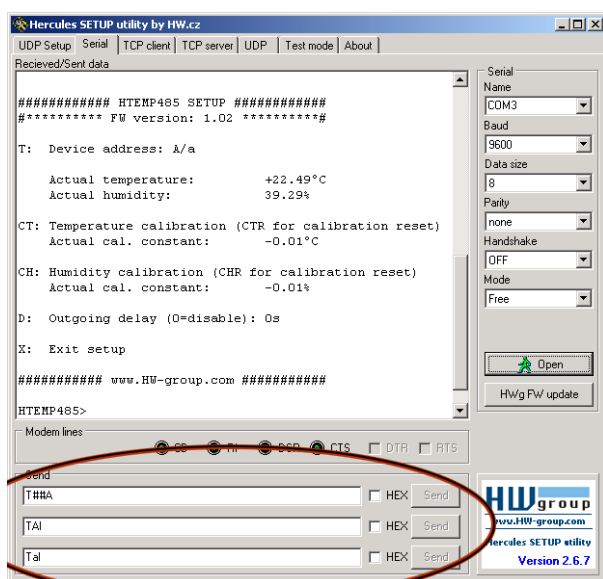 Hercules SETUP utility by HW.cz
UDP Setup Serial TCP client TCP server UDP Test mode About
Recieved/Sent data
############ HTEMP485 SETUP ############
#********** FW version: 1.02 **********#
T: Device address: A/a
Actual temperature: +22.49°C
Actual humidity: 39.29%
CT: Temperature calibration (CTR for calibration reset)
Actual cal. constant: -0.01°C
CH: Humidity calibration (CHR for calibration reset)
Actual cal. constant: -0.01%
D: Outgoing delay (0=disable): 0s
X: Exit setup
########### www.HW-group.com ###########
HTEMP485>
Serial
Name
COM3
Baud
9600
Data size
8
Parity
none
Handshake
OFF
Mode
Free
Open
HWg FW update
Modem lines
CD RI DSR CTS DTR RTS
Send
T##A HEX Send
TAI HEX Send
TaI HEX Send
HW group
www.HW-group.com
Hercules SETUP utility
Version 2.6.7